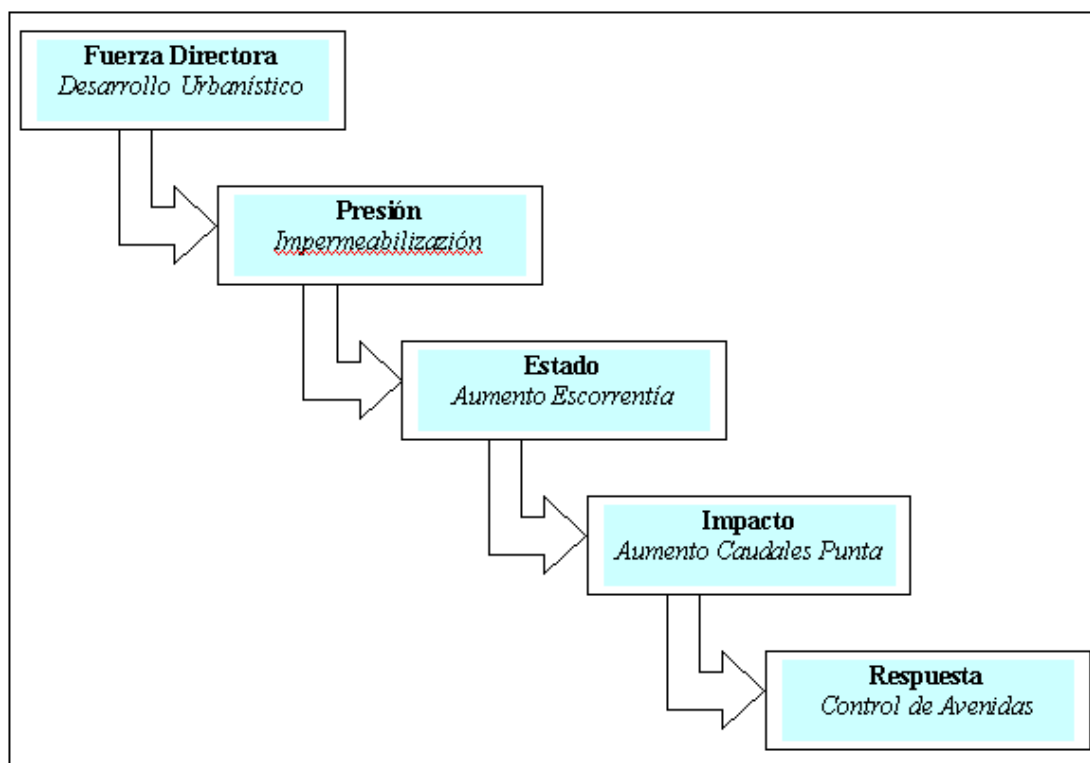 Fuerza Directora
Desarrollo Urbanístico
Presión
Impermeabilización
Estado
Aumento Escorrentía
Impacto
Aumento Caudales Punta
Respuesta
Control de Avenidas